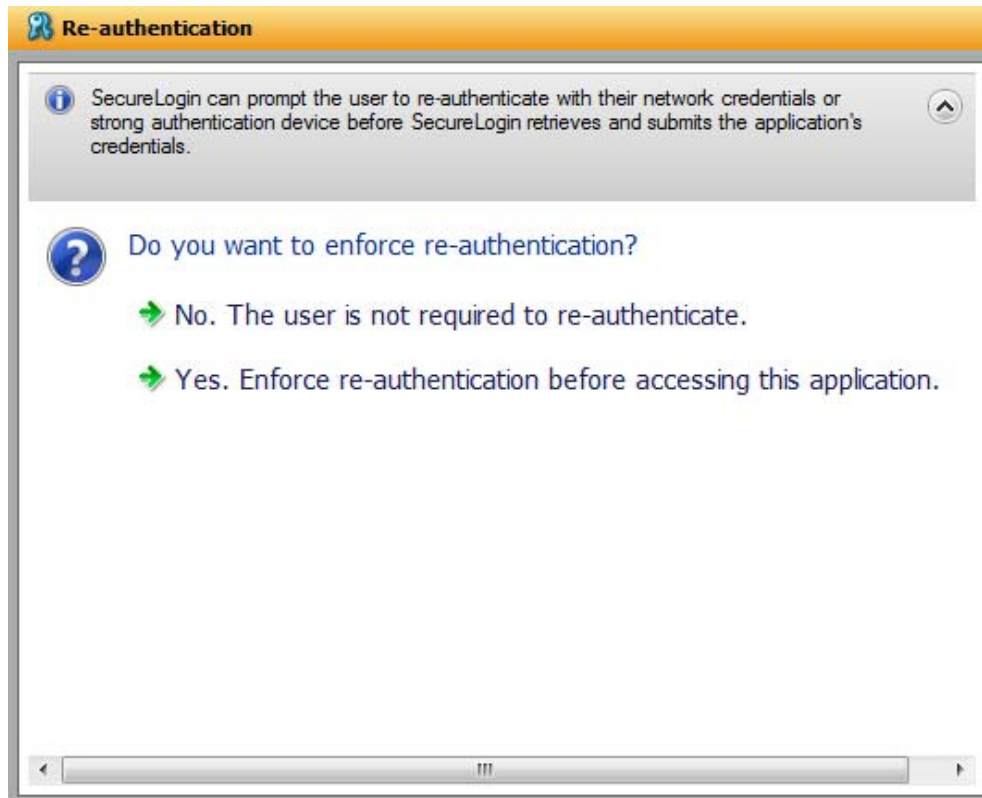 Re-authentication
SecureLogin can prompt the user to re-authenticate with their network credentials or
strong authentication device before SecureLogin retrieves and submits the application's
credentials.
Do you want to enforce re-authentication?
No. The user is not required to re-authenticate.
Yes. Enforce re-authentication before accessing this application.